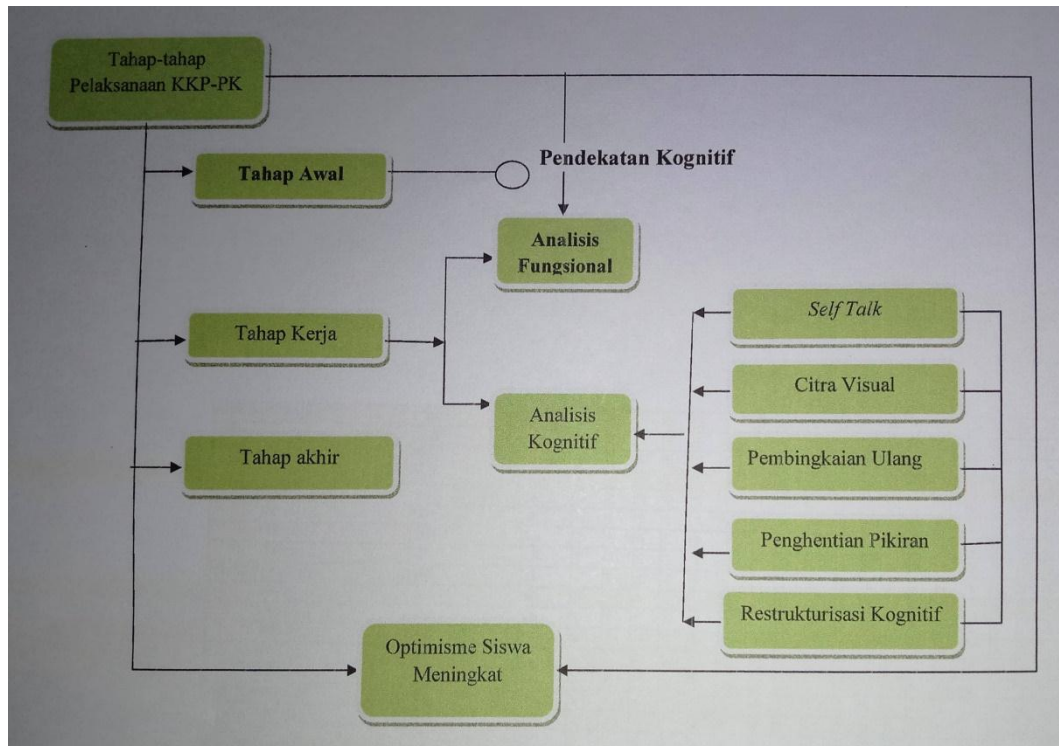 Tahap-tahap
Pelaksanaan KKP-PK
Pendekatan Kognitif
Tahap Awal
Analisis
Fungsional
Self Talk
Tahap Kerja
Citra Visual
Analisis
Kognitif
Tahap akhir
Pembingkaian Ulang
Penghentian Pikiran
Restrukturisasi Kognitif
Optimisme Siswa
Meningkat